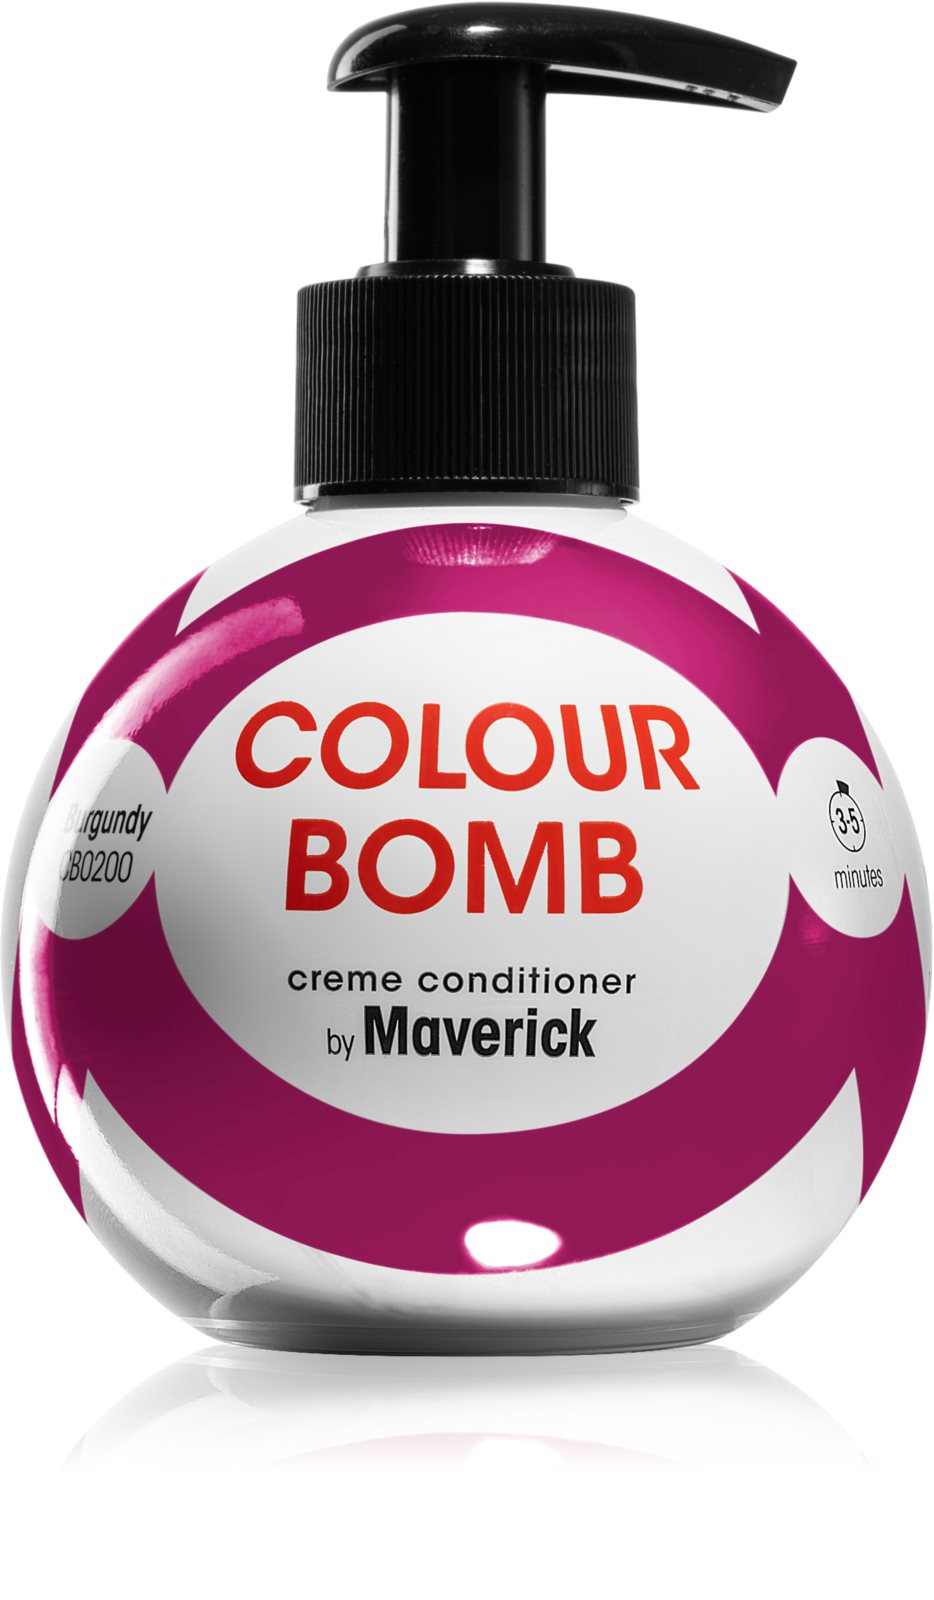 COLOUR
BOMB
creme conditioner
by Maverick
Burgundy
CB0200
3-5
minutes